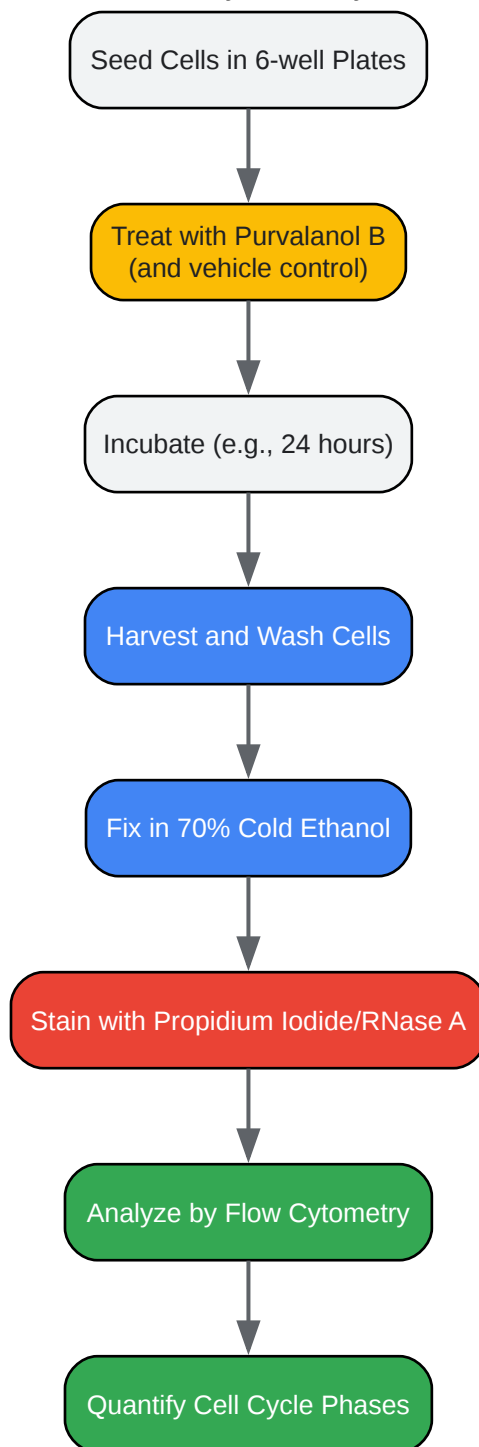 Seed Cells in 6-well Plates
Treat with Purvalanol B
(and vehicle control)
Incubate (e.g., 24 hours)
Harvest and Wash Cells
Fix in 70% Cold Ethanol
Stain with Propidium Iodide/RNase A
Analyze by Flow Cytometry
Quantify Cell Cycle Phases